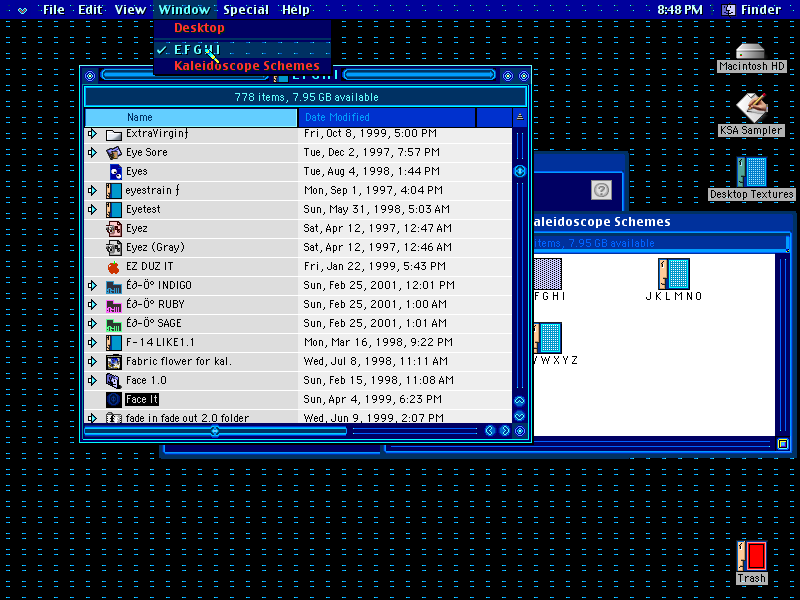 File Edit View Window Special Help 8:48 PM Finder
Desktop
✓ E F G H I
Kaleidoscope Schemes
E F G H I
778 items, 7.95 GB available
Name Date Modified
ExtraVirginƒ Fri, Oct 8, 1999, 5:00 PM
Eye Sore Tue, Dec 2, 1997, 7:57 PM
Eyes Tue, Aug 4, 1998, 1:44 PM
eyestrain ƒ Mon, Sep 1, 1997, 4:04 PM
Eyetest Sun, May 31, 1998, 5:03 AM
Eyez Sat, Apr 12, 1997, 12:47 AM
Eyez (Gray) Sat, Apr 12, 1997, 12:46 AM
EZ DUZ IT Fri, Jan 22, 1999, 5:43 PM
É∂-Öº INDIGO Sun, Feb 25, 2001, 12:01 PM
É∂-Öº RUBY Sun, Feb 25, 2001, 1:00 AM
É∂-Öº SAGE Sun, Feb 25, 2001, 1:01 AM
F-14 LIKE1.1 Mon, Mar 16, 1998, 9:22 PM
Fabric flower for kal. Wed, Jul 8, 1998, 11:11 AM
Face 1.0 Sun, Feb 15, 1998, 11:08 AM
Face It Sun, Apr 4, 1999, 6:23 PM
fade in fade out 2.0 folder Wed, Jun 9, 1999, 2:07 PM
aleidoscope Schemes
items, 7.95 GB available
F G H I
J K L M N O
V W X Y Z
Macintosh HD
KSA Sampler
Desktop Textures
Trash